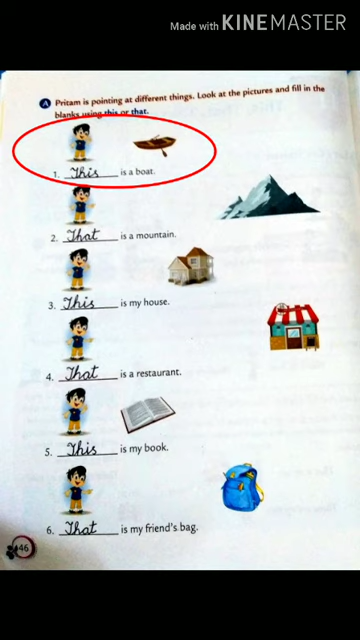 Made with KINEMASTER
A Pritam is pointing at different things. Look at the pictures and fill in the
blanks using this or that.
1. This is a boat.
2. That is a mountain.
3. This is my house.
4. That is a restaurant.
5. This is my book.
6. That is my friend's bag.
46